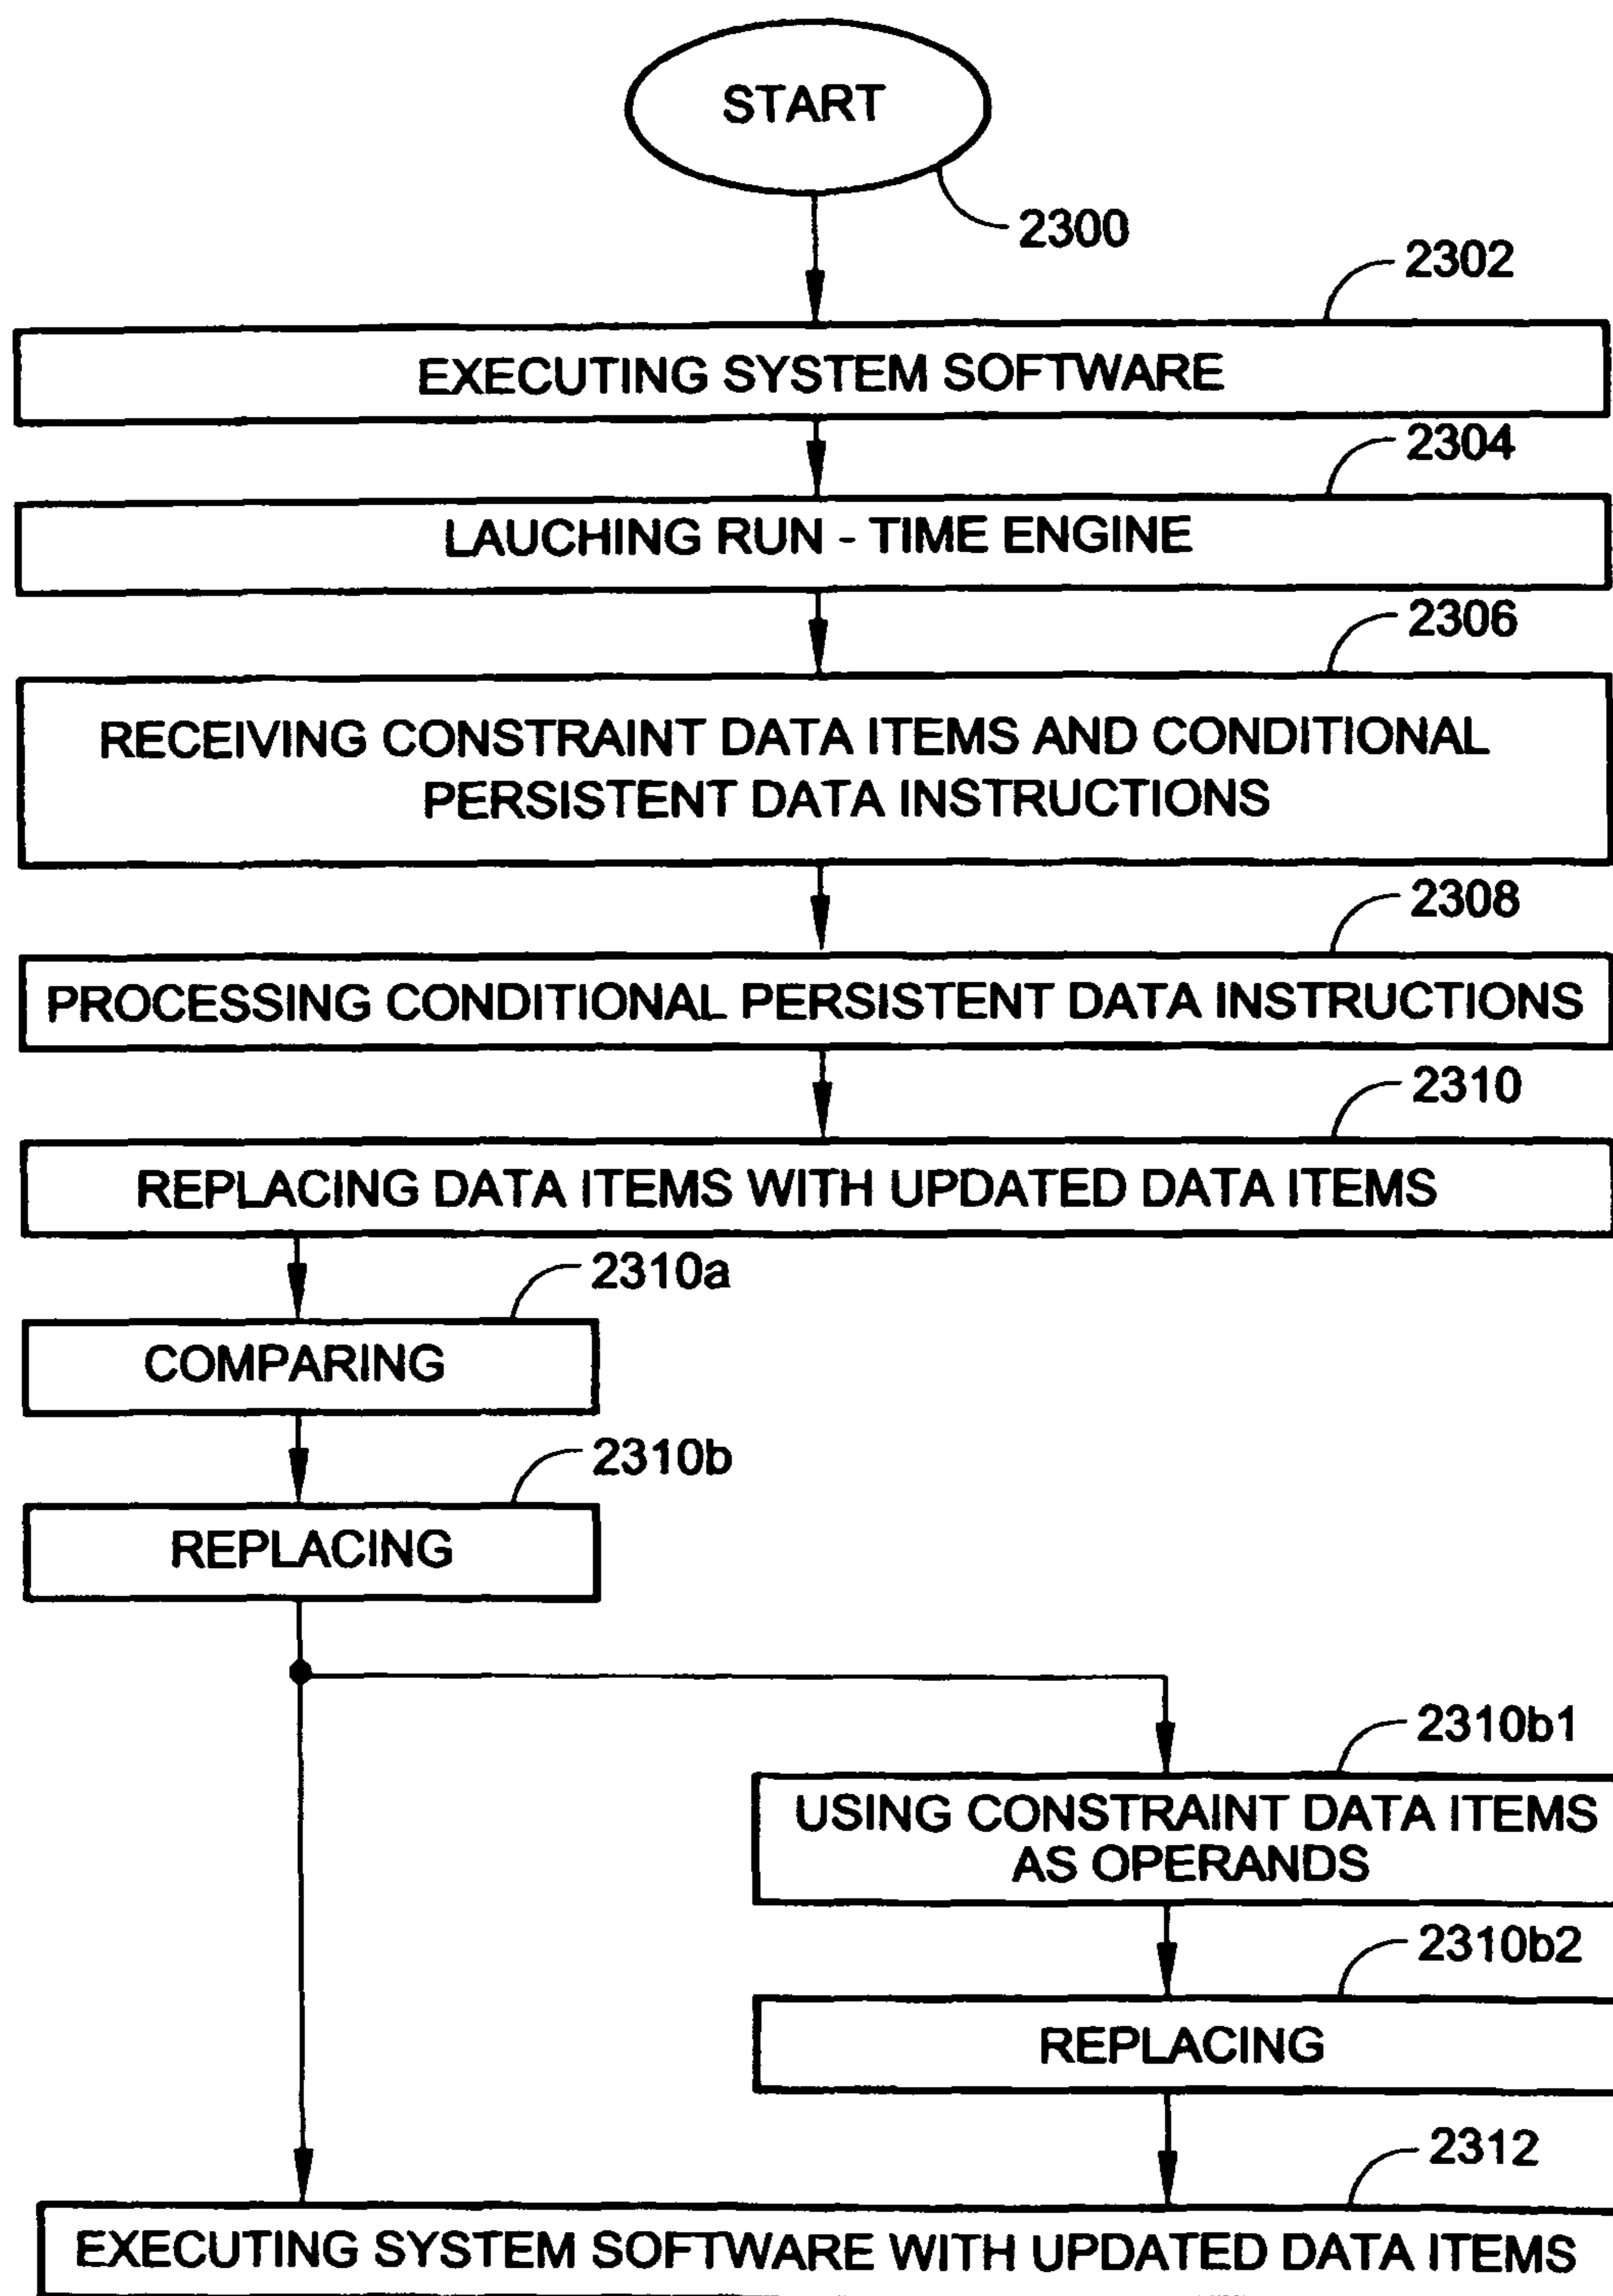 START
2300
2302
EXECUTING SYSTEM SOFTWARE
2304
LAUCHING RUN - TIME ENGINE
2306
RECEIVING CONSTRAINT DATA ITEMS AND CONDITIONAL
PERSISTENT DATA INSTRUCTIONS
2308
PROCESSING CONDITIONAL PERSISTENT DATA INSTRUCTIONS
2310
REPLACING DATA ITEMS WITH UPDATED DATA ITEMS
2310a
COMPARING
2310b
REPLACING
2310b1
USING CONSTRAINT DATA ITEMS
AS OPERANDS
2310b2
REPLACING
2312
EXECUTING SYSTEM SOFTWARE WITH UPDATED DATA ITEMS